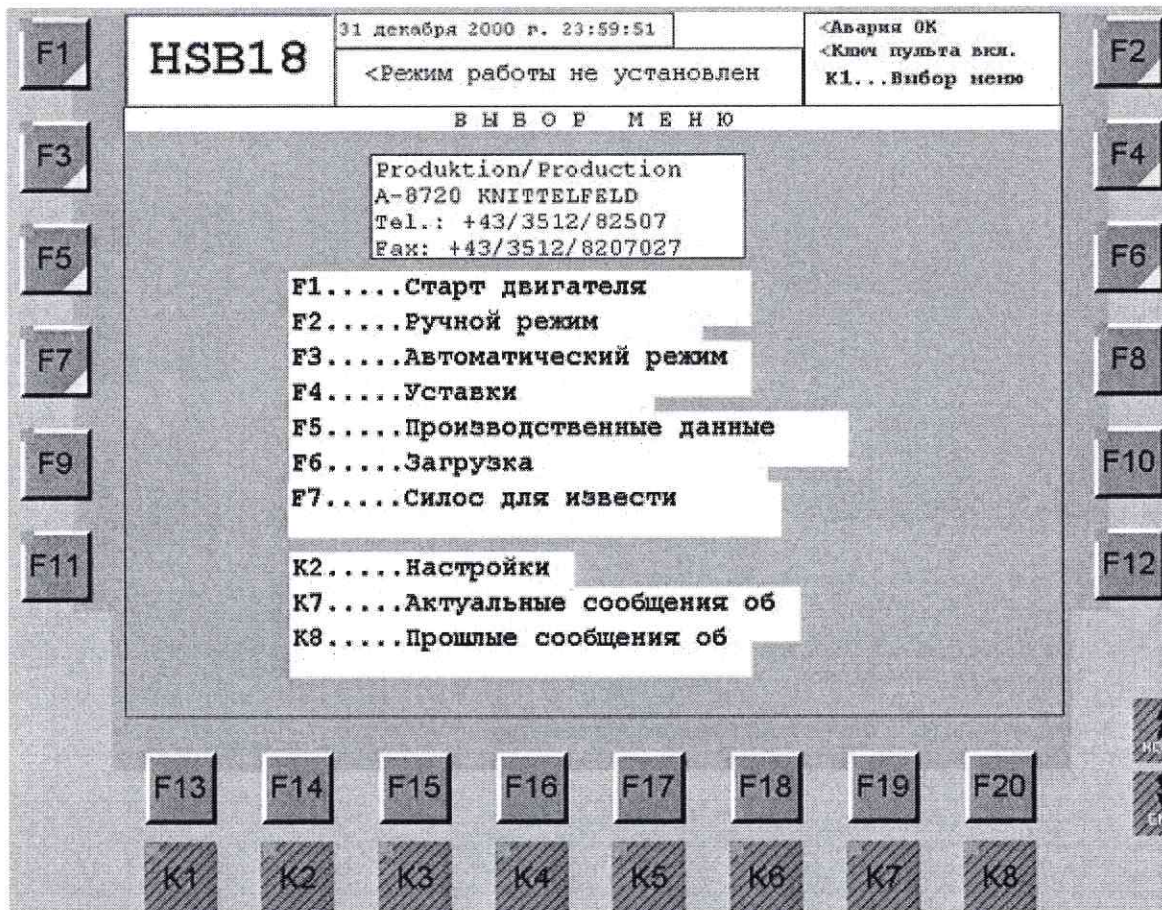 F1
HSB18
31 декабря 2000 г. 23:59:51
<Режим работы не установлен
<Авария ОК
<Ключ пульта вкл.
K1...Выбор меню
F2
ВЫБОР МЕНЮ
F3
F4
Produktion/Production
A-8720 KNITTELFELD
Tel.: +43/3512/82507
Fax: +43/3512/8207027
F5
F6
F1.....Старт двигателя
F2.....Ручной режим
F3.....Автоматический режим
F4.....Уставки
F5.....Производственные данные
F6.....Загрузка
F7.....Силос для извести
F7
F8
F9
F10
F11
F12
K2.....Настройки
K7.....Актуальные сообщения об
K8.....Прошлые сообщения об
F13 F14 F15 F16 F17 F18 F19 F20
K1 K2 K3 K4 K5 K6 K7 K8